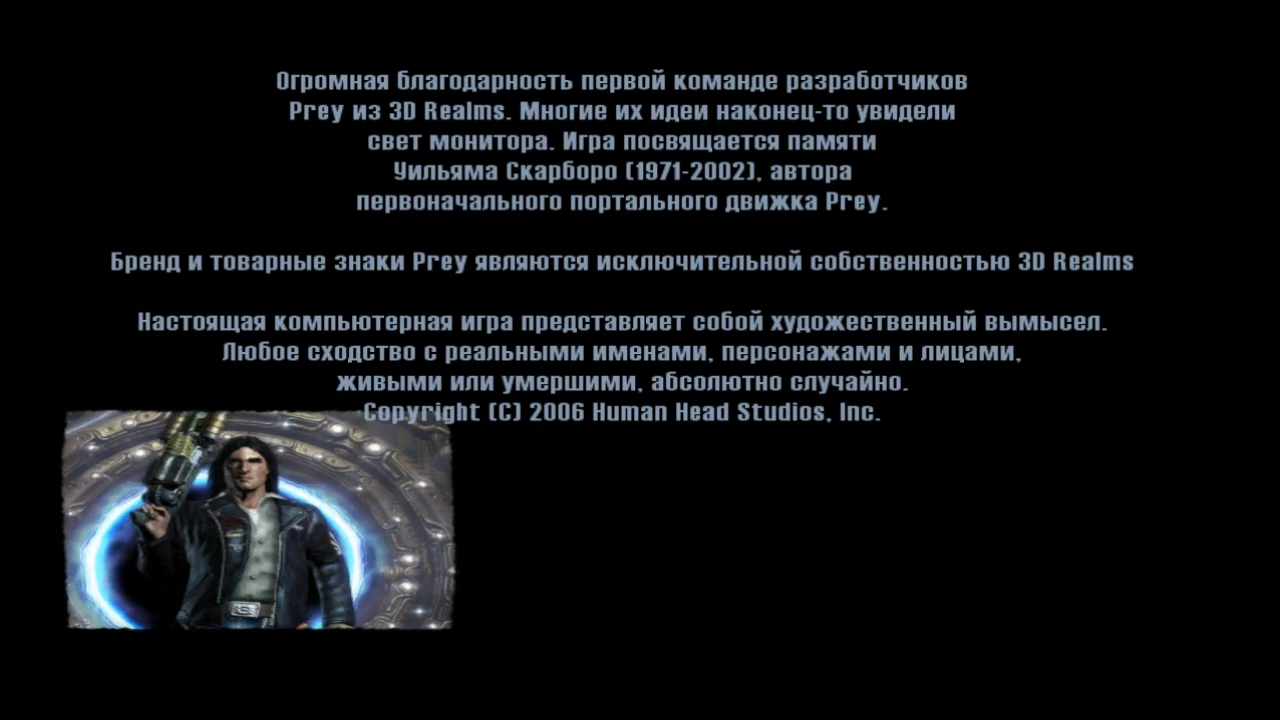 Огромная благодарность первой команде разработчиков
Prey из 3D Realms. Многие их идеи наконец-то увидели
свет монитора. Игра посвящается памяти
Уильяма Скарборо (1971-2002), автора
первоначального портального движка Prey.
Бренд и товарные знаки Prey являются исключительной собственностью 3D Realms
Настоящая компьютерная игра представляет собой художественный вымысел.
Любое сходство с реальными именами, персонажами и лицами,
живыми или умершими, абсолютно случайно.
Copyright (C) 2006 Human Head Studios, Inc.